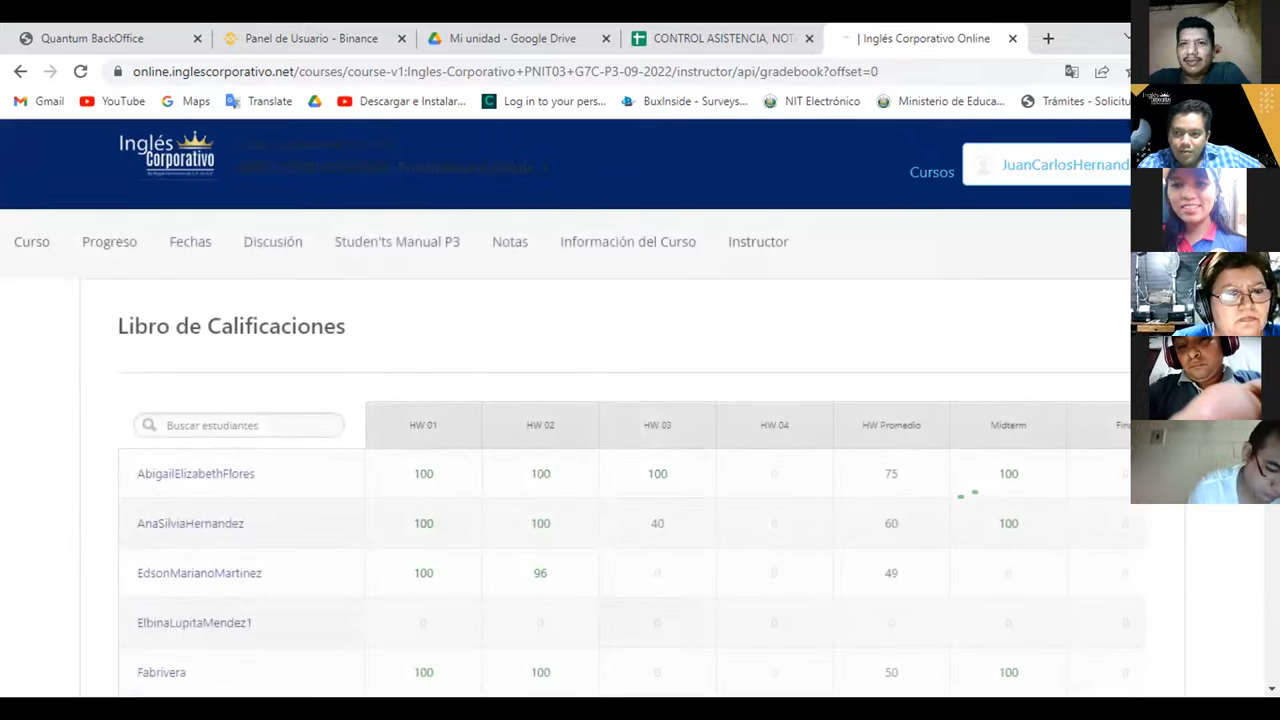 Quantum BackOffice
Panel de Usuario - Binance
Mi unidad - Google Drive
CONTROL ASISTENCIA, NOT
| Inglés Corporativo Online
online.inglescorporativo.net/courses/course-v1:Ingles-Corporativo+PNIT03+G7C-P3-09-2022/instructor/api/gradebook?offset=0
Gmail YouTube Maps Translate Descargar e Instalar... Log in to your pers... BuxInside - Surveys... NIT Electrónico Ministerio de Educa... Trámites - Solicitu
Inglés
Corporativo
Cursos
JuanCarlosHernand
Curso Progreso Fechas Discusión Studen'ts Manual P3 Notas Información del Curso Instructor
Libro de Calificaciones
Buscar estudiantes HW 01 HW 02 HW 03 HW 04 HW Promedio Midterm Fin
AbigailElizabethFlores 100 100 100 0 75 100 0
AnaSilviaHernandez 100 100 40 0 60 100 0
EdsonMarianoMartinez 100 96 0 0 49 0 0
ElbinaLupitaMendez1 0 0 0 0 0 0 0
Fabrivera 100 100 0 0 50 100 0